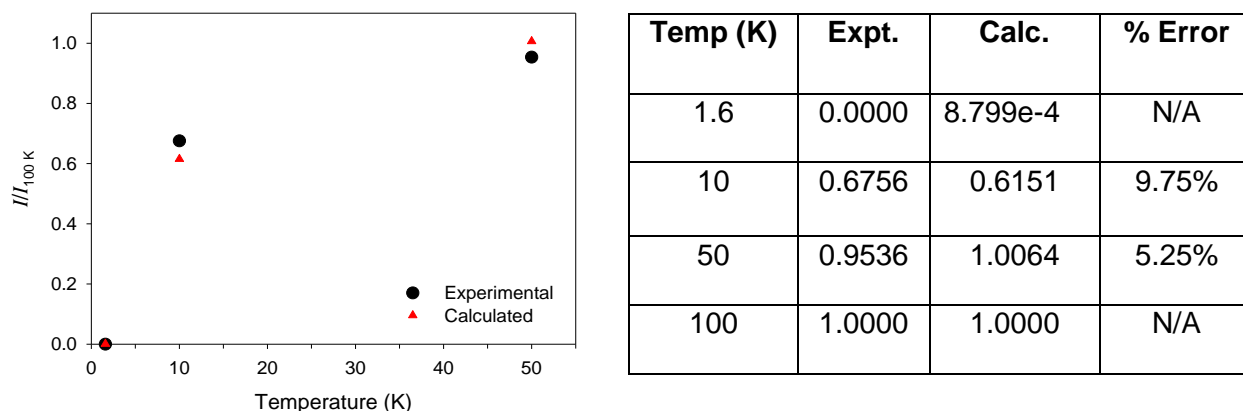 1.0
0.8
0.6
0.4
0.2
0.0
I/I100 K
0 10 20 30 40 50
Temperature (K)
Experimental
Calculated
Temp (K) Expt. Calc. % Error
1.6 0.0000 8.799e-4 N/A
10 0.6756 0.6151 9.75%
50 0.9536 1.0064 5.25%
100 1.0000 1.0000 N/A